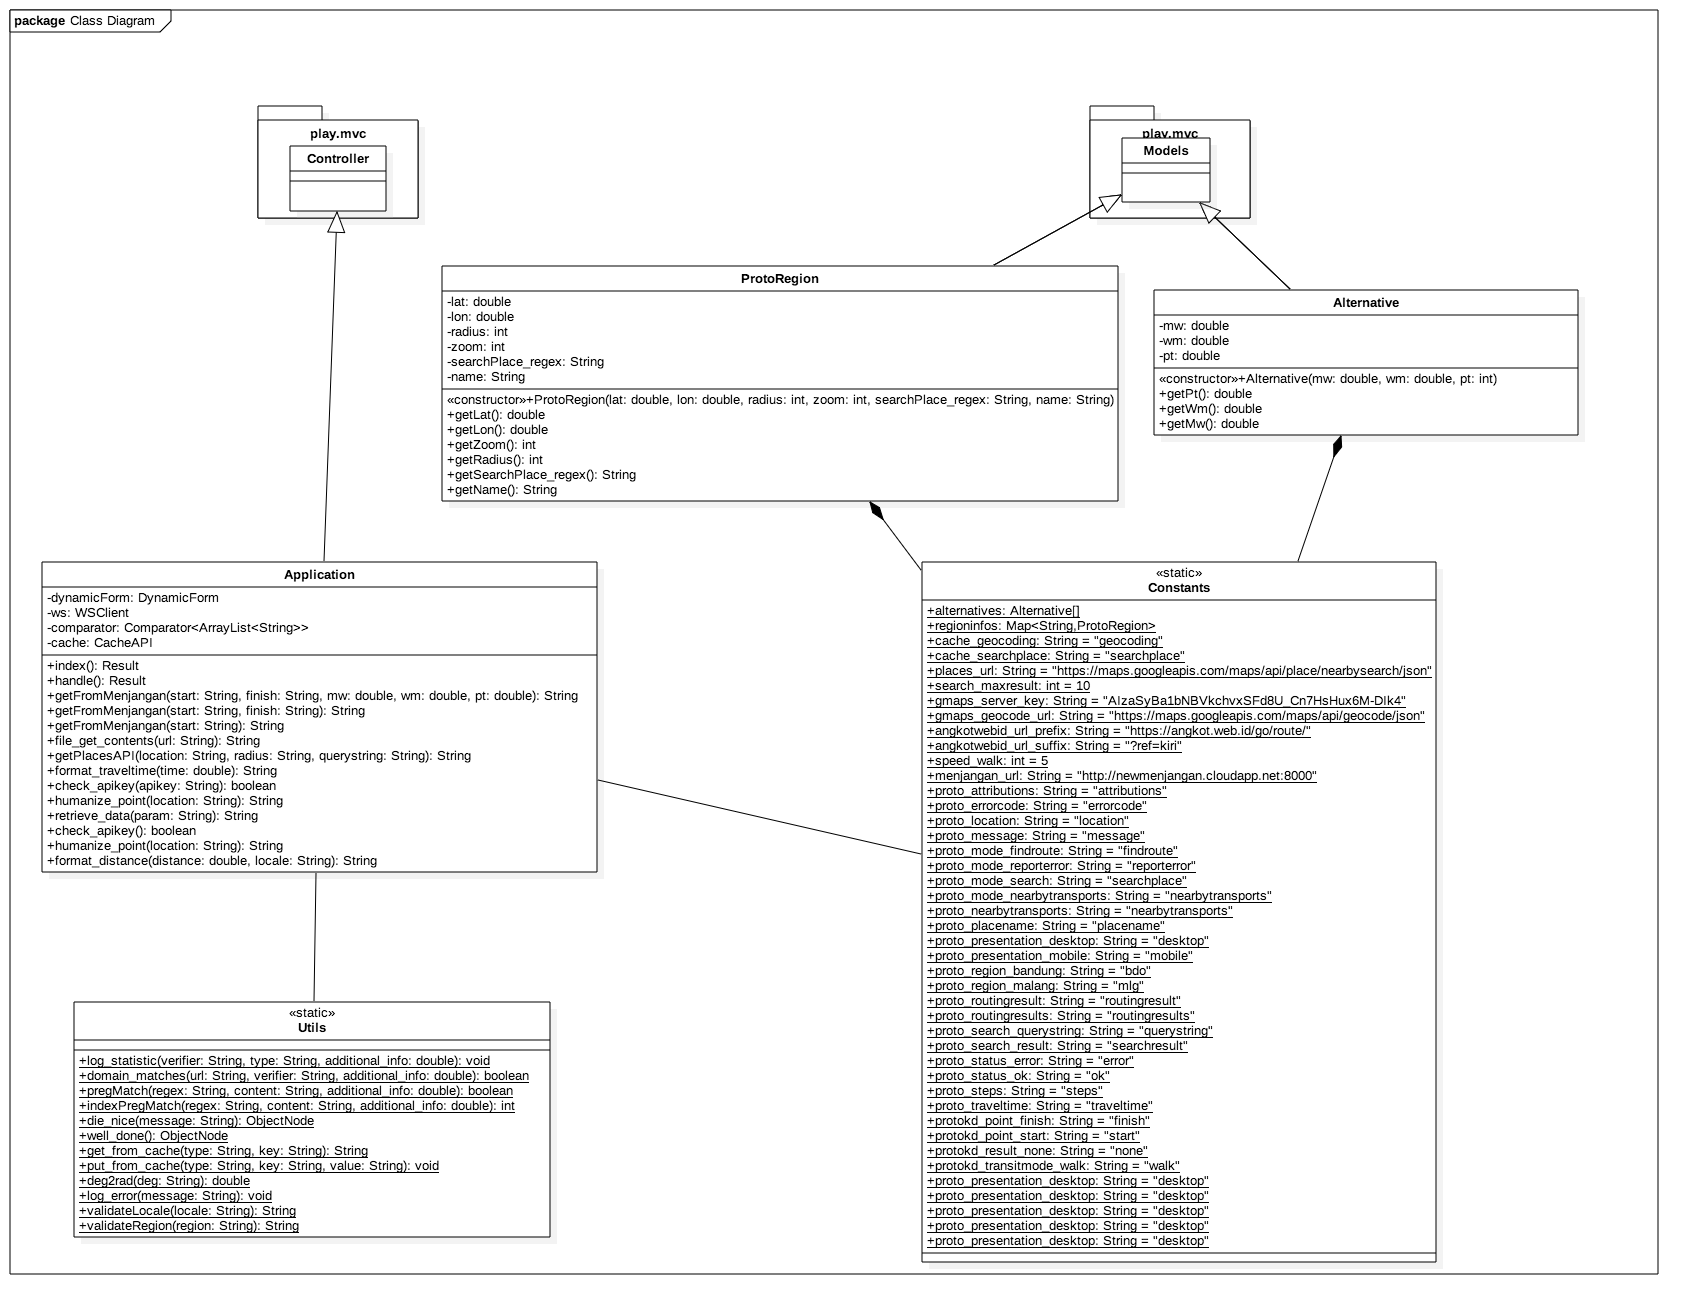 package Class Diagram
play.mvc
Controller
play.mvc
Models
ProtoRegion
-lat: double
-lon: double
-radius: int
-zoom: int
-searchPlace_regex: String
-name: String
«constructor»+ProtoRegion(lat: double, lon: double, radius: int, zoom: int, searchPlace_regex: String, name: String)
+getLat(): double
+getLon(): double
+getZoom(): int
+getRadius(): int
+getSearchPlace_regex(): String
+getName(): String
Alternative
-mw: double
-wm: double
-pt: double
«constructor»+Alternative(mw: double, wm: double, pt: int)
+getPt(): double
+getWm(): double
+getMw(): double
Application
-dynamicForm: DynamicForm
-ws: WSClient
-comparator: Comparator<ArrayList<String>>
-cache: CacheAPI
+index(): Result
+handle(): Result
+getFromMenjangan(start: String, finish: String, mw: double, wm: double, pt: double): String
+getFromMenjangan(start: String, finish: String): String
+getFromMenjangan(start: String): String
+file_get_contents(url: String): String
+getPlacesAPI(location: String, radius: String, querystring: String): String
+format_traveltime(time: double): String
+check_apikey(apikey: String): boolean
+humanize_point(location: String): String
+retrieve_data(param: String): String
+check_apikey(): boolean
+humanize_point(location: String): String
+format_distance(distance: double, locale: String): String
«static»
Constants
+alternatives: Alternative[]
+regioninfos: Map<String,ProtoRegion>
+cache_geocoding: String = "geocoding"
+cache_searchplace: String = "searchplace"
+places_url: String = "https://maps.googleapis.com/maps/api/place/nearbysearch/json"
+search_maxresult: int = 10
+gmaps_server_key: String = "AIzaSyBa1bNBVkchvxSFd8U_Cn7HsHux6M-DIk4"
+gmaps_geocode_url: String = "https://maps.googleapis.com/maps/api/geocode/json"
+angkotwebid_url_prefix: String = "https://angkot.web.id/go/route/"
+angkotwebid_url_suffix: String = "?ref=kiri"
+speed_walk: int = 5
+menjangan_url: String = "http://newmenjangan.cloudapp.net:8000"
+proto_attributions: String = "attributions"
+proto_errorcode: String = "errorcode"
+proto_location: String = "location"
+proto_message: String = "message"
+proto_mode_findroute: String = "findroute"
+proto_mode_reporterror: String = "reporterror"
+proto_mode_search: String = "searchplace"
+proto_mode_nearbytransports: String = "nearbytransports"
+proto_nearbytransports: String = "nearbytransports"
+proto_placename: String = "placename"
+proto_presentation_desktop: String = "desktop"
+proto_presentation_mobile: String = "mobile"
+proto_region_bandung: String = "bdo"
+proto_region_malang: String = "mlg"
+proto_routingresult: String = "routingresult"
+proto_routingresults: String = "routingresults"
+proto_search_querystring: String = "querystring"
+proto_search_result: String = "searchresult"
+proto_status_error: String = "error"
+proto_status_ok: String = "ok"
+proto_steps: String = "steps"
+proto_traveltime: String = "traveltime"
+protokd_point_finish: String = "finish"
+protokd_point_start: String = "start"
+protokd_result_none: String = "none"
+protokd_transitmode_walk: String = "walk"
+proto_presentation_desktop: String = "desktop"
+proto_presentation_desktop: String = "desktop"
+proto_presentation_desktop: String = "desktop"
+proto_presentation_desktop: String = "desktop"
+proto_presentation_desktop: String = "desktop"
«static»
Utils
+log_statistic(verifier: String, type: String, additional_info: double): void
+domain_matches(url: String, verifier: String, additional_info: double): boolean
+pregMatch(regex: String, content: String, additional_info: double): boolean
+indexPregMatch(regex: String, content: String, additional_info: double): int
+die_nice(message: String): ObjectNode
+well_done(): ObjectNode
+get_from_cache(type: String, key: String): String
+put_from_cache(type: String, key: String, value: String): void
+deg2rad(deg: String): double
+log_error(message: String): void
+validateLocale(locale: String): String
+validateRegion(region: String): String